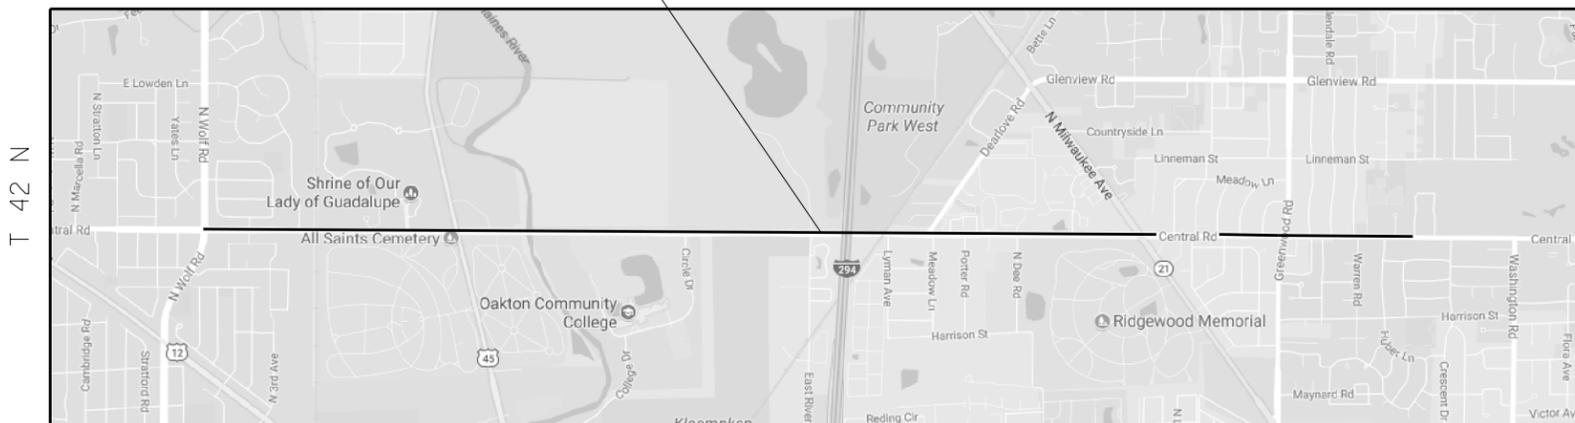 aines River
endale Rd
Bette Ln
E Lowden Ln
Glenview Rd
Glenview Rd
N Stratton Ln
Yates Ln
N Wolf Rd
Community
Park West
Dearlove Rd
N Milwaukee Ave
Countryside Ln
T 42 N
N Marcella Rd
Linneman St
Linneman St
Meadow Ln
Shrine of Our
Lady of Guadalupe
Greenwood Rd
ntral Rd
All Saints Cemetery
Central Rd
Central
N Wolf Rd
Circle Dr
294
Lyman Ave
Meadow Ln
Potter Rd
N Dee Rd
21
Warren Rd
Washington Rd
Oakton Community
College
Harrison St
Ridgewood Memorial
Harrison St
Cambridge Rd
Stratford Rd
12
N 3rd Ave
45
College Dr
East River
Huber Ln
Crescent Dr
Flora Ave
Maynard Rd
Reding Cir
Victor Av